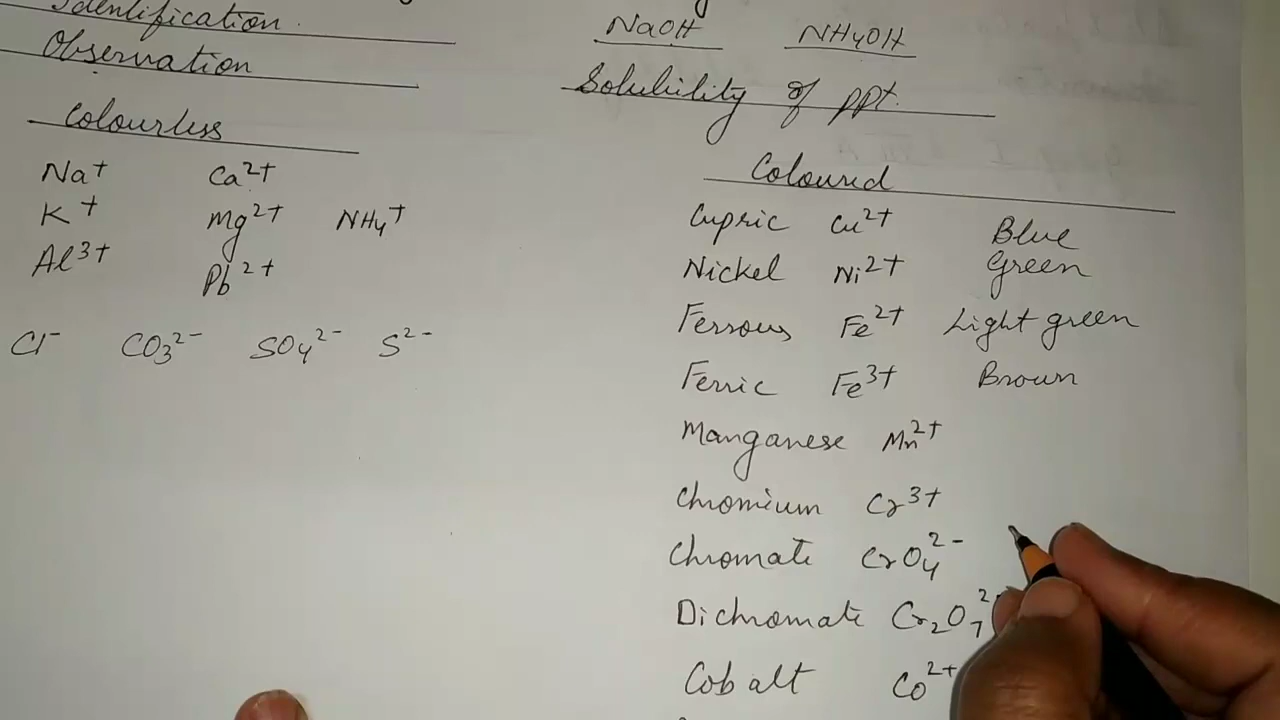 Identification
Observation
Colourless
Na+ Ca2+
K+ Mg2+ NH4+
Al3+ Pb2+
Cl- CO3 2- SO4 2- S2-
NaOH NH4OH
Solubility of ppt.
Coloured
Cupric Cu2+ Blue
Nickel Ni2+ Green
Ferrous Fe2+ Light green
Ferric Fe3+ Brown
Manganese Mn2+
Chromium Cr3+
Chromate CrO4 2-
Dichromate Cr2O7 2
Cobalt Co2+